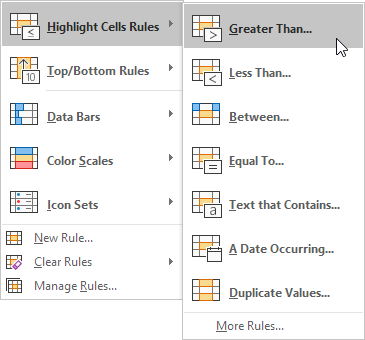 Highlight Cells Rules
Top/Bottom Rules
10
Data Bars
Color Scales
Icon Sets
New Rule...
Clear Rules
Manage Rules...
Greater Than...
Less Than...
Between...
Equal To...
Text that Contains...
a
A Date Occurring...
Duplicate Values...
More Rules...